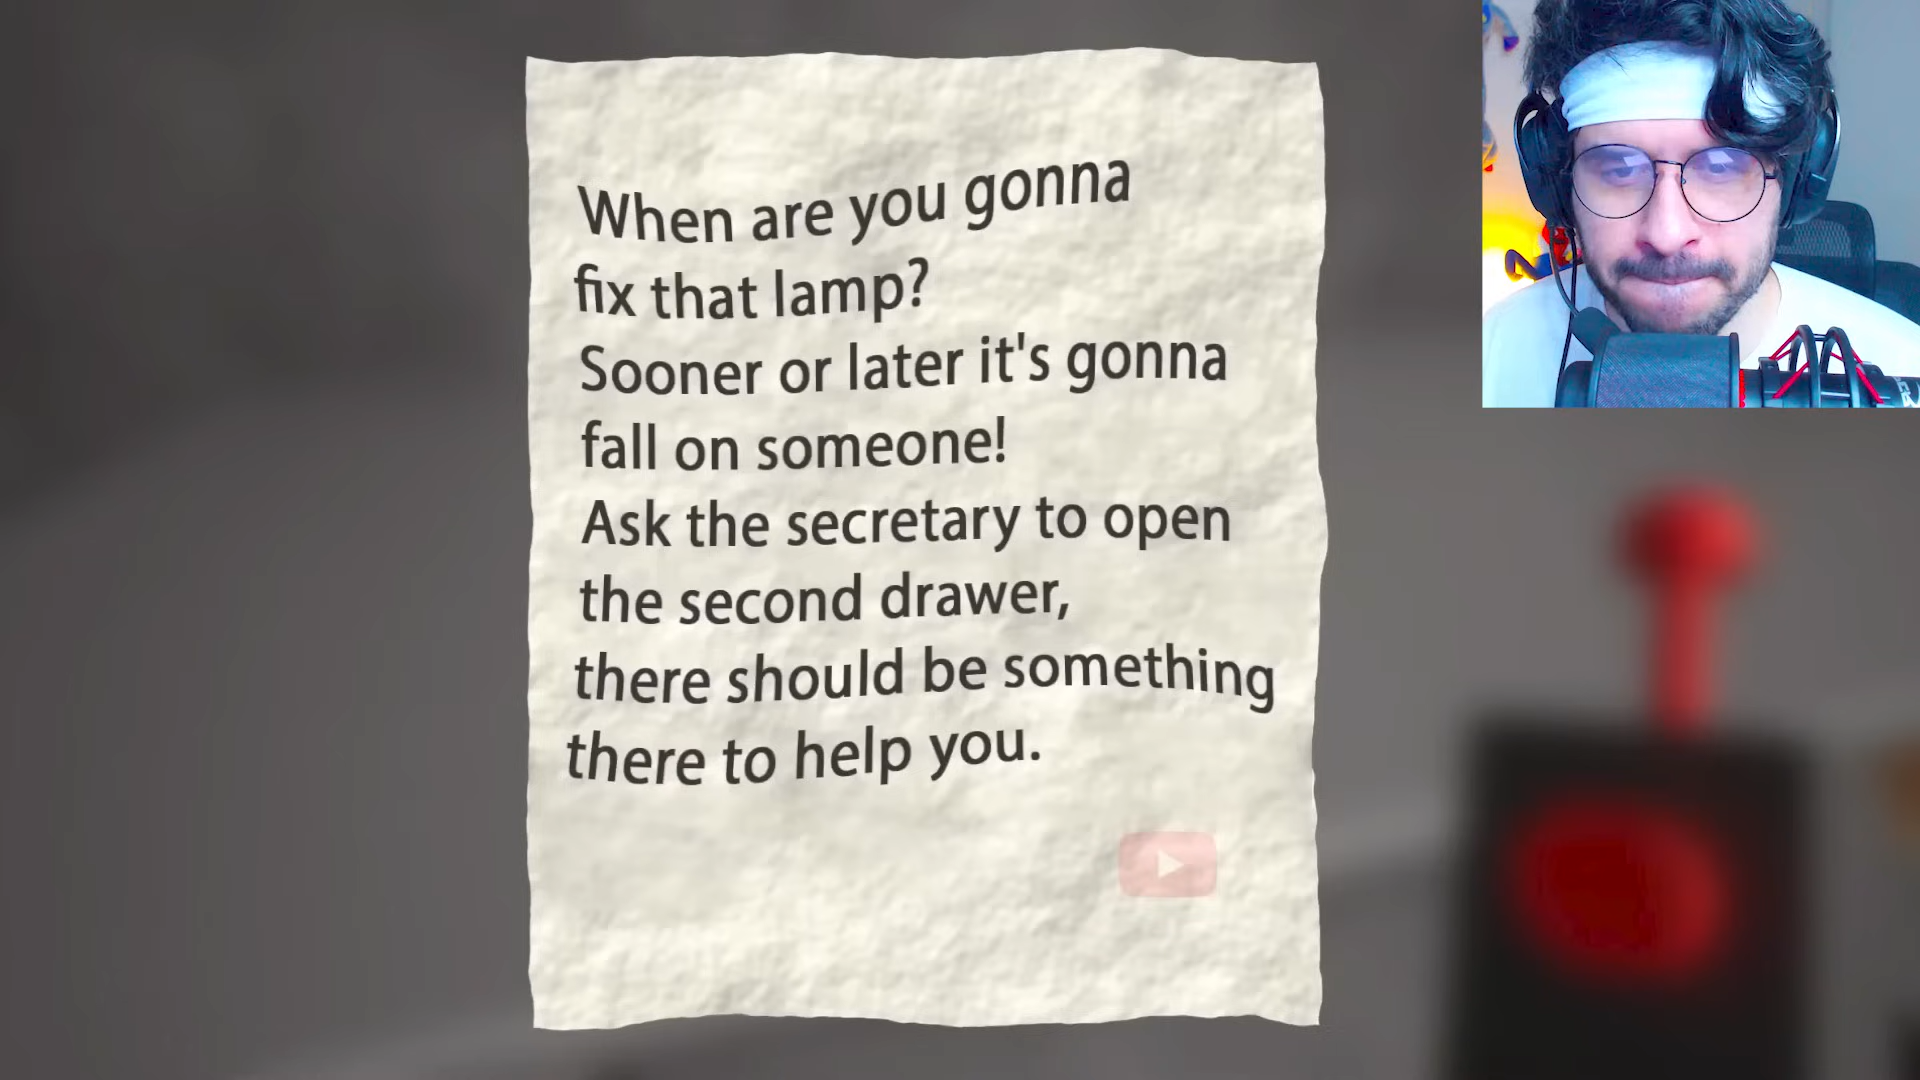 When are you gonna
fix that lamp?
Sooner or later it's gonna
fall on someone!
Ask the secretary to open
the second drawer,
there should be something
there to help you.